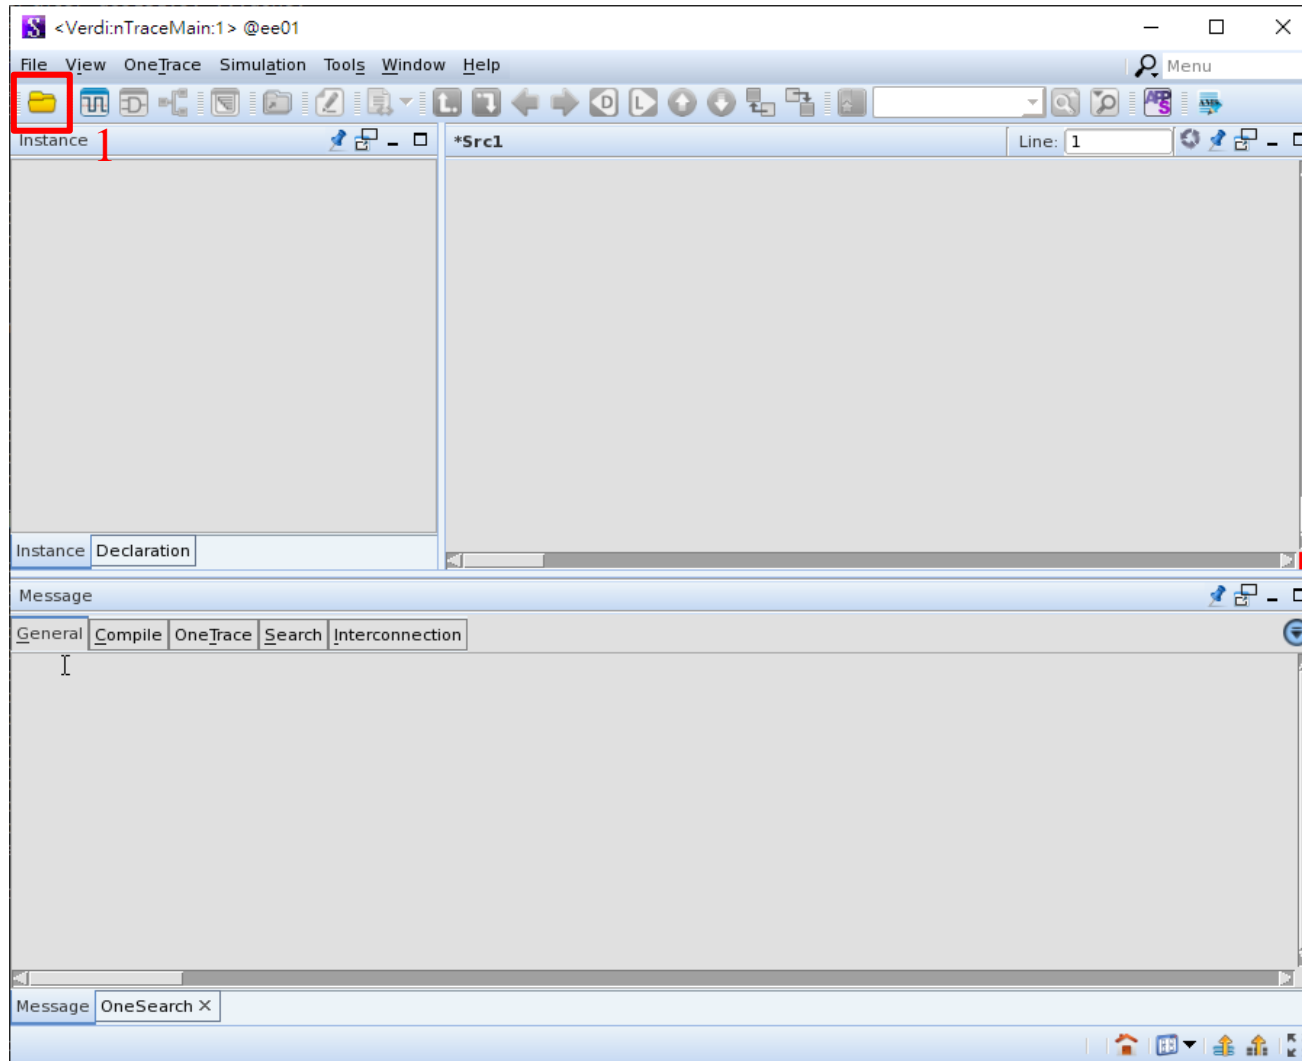 <Verdi:nTraceMain:1> @ee01
File View OneTrace Simulation Tools Window Help Menu
1
Instance
*Src1 Line: 1
Instance Declaration
Message
General Compile OneTrace Search Interconnection
Message OneSearch